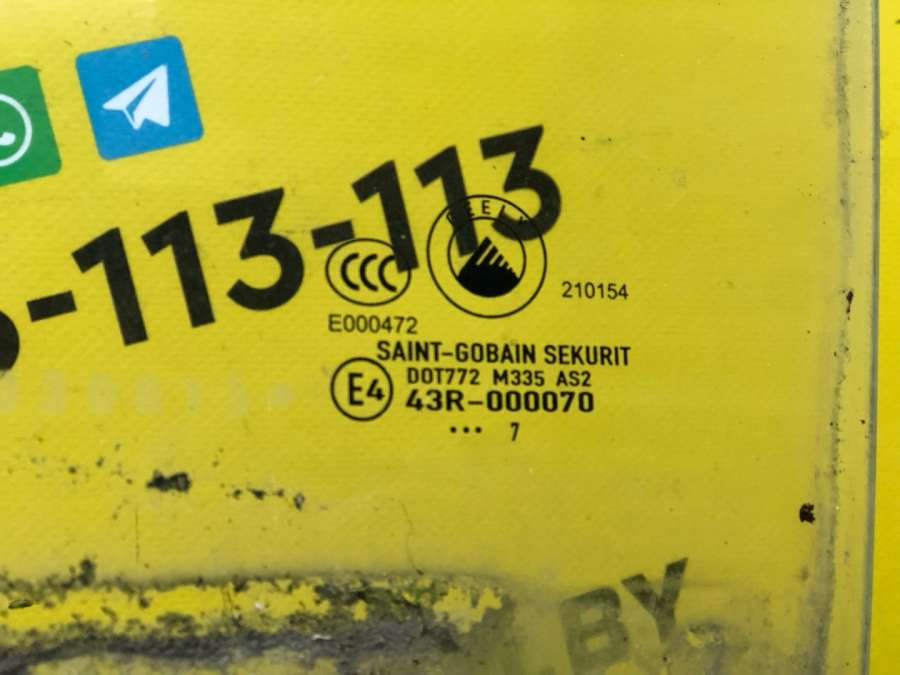 -113-113
GEELY
CCC
210154
E000472
SAINT-GOBAIN SEKURIT
E4
DOT772 M335 AS2
43R-000070
••• 7
.BY